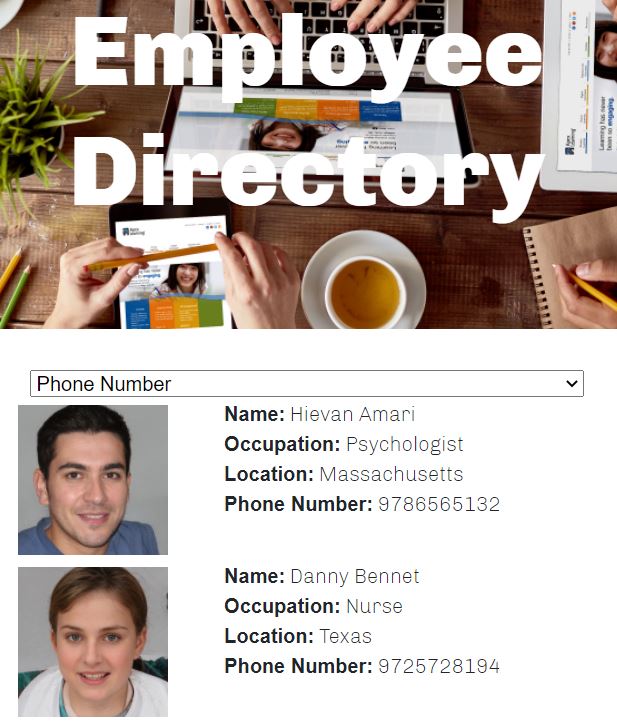 Employee
Directory
Phone Number
Name: Hievan Amari
Occupation: Psychologist
Location: Massachusetts
Phone Number: 9786565132
Name: Danny Bennet
Occupation: Nurse
Location: Texas
Phone Number: 9725728194